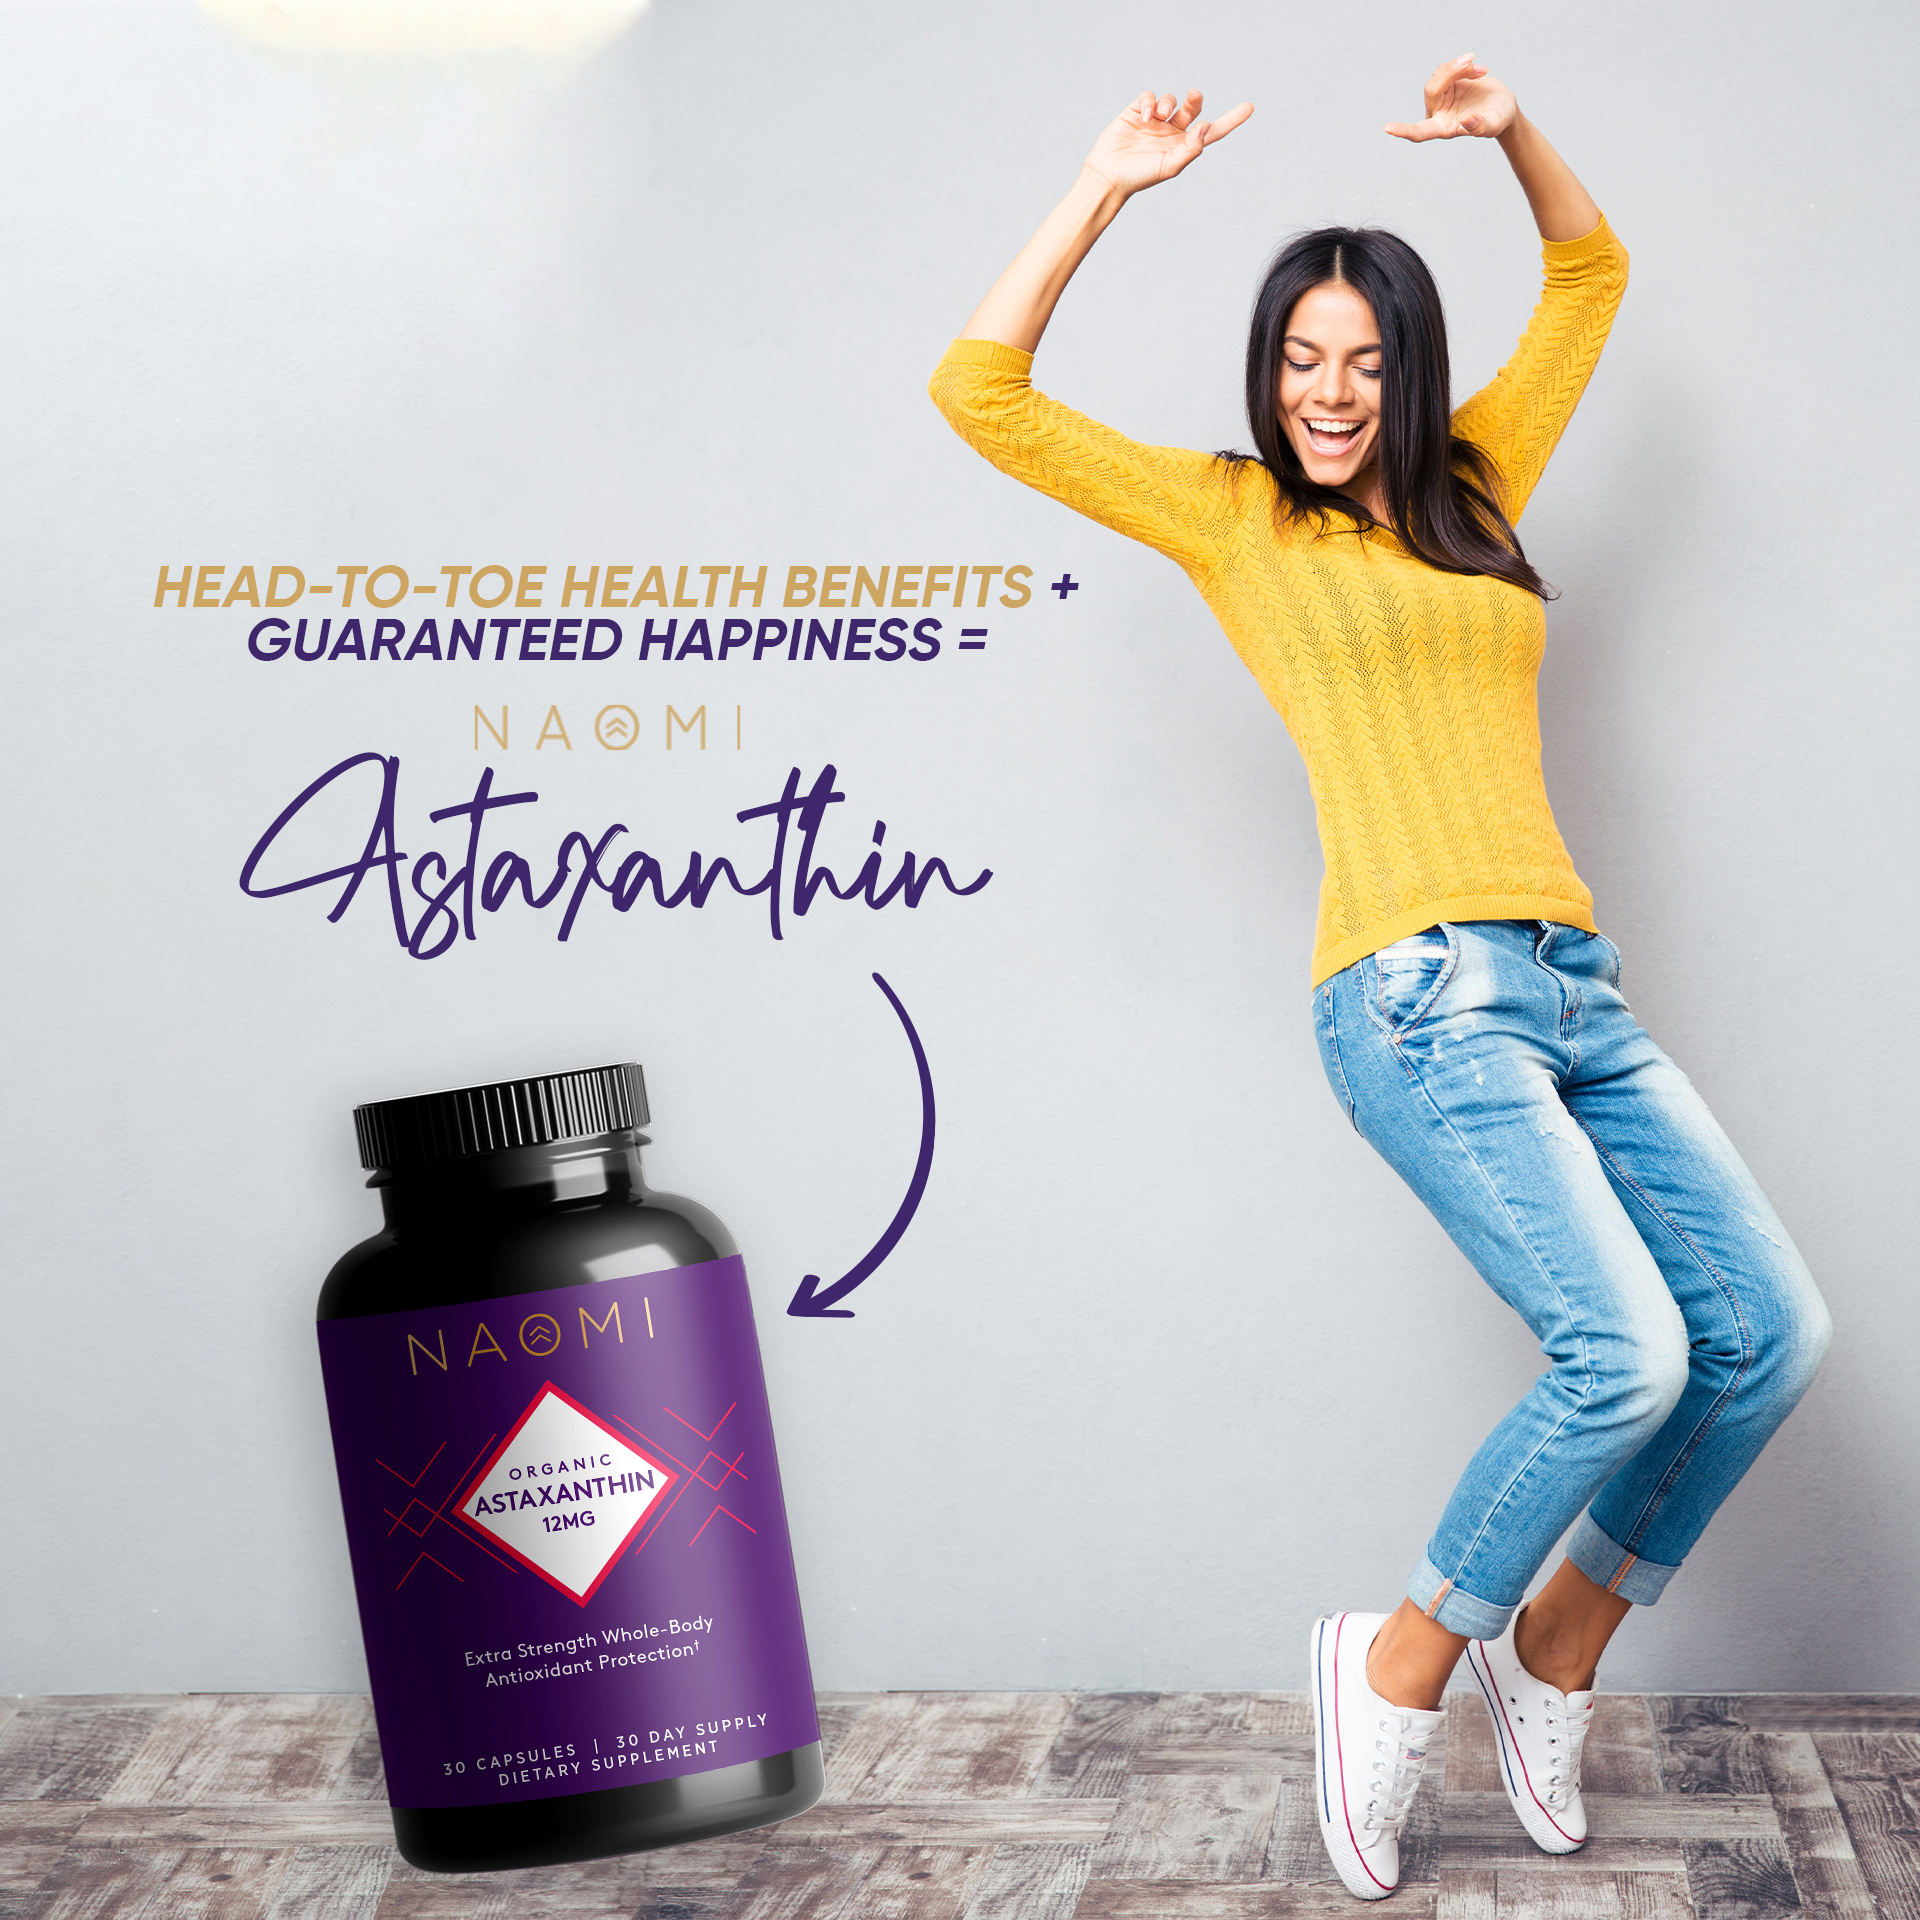 HEAD-TO-TOE HEALTH BENEFITS +
GUARANTEED HAPPINESS =
NAOMI
Astaxanthin
NAOMI
ORGANIC
ASTAXANTHIN
12MG
Extra Strength Whole-Body
Antioxidant Protection†
30 CAPSULES | 30 DAY SUPPLY
DIETARY SUPPLEMENT